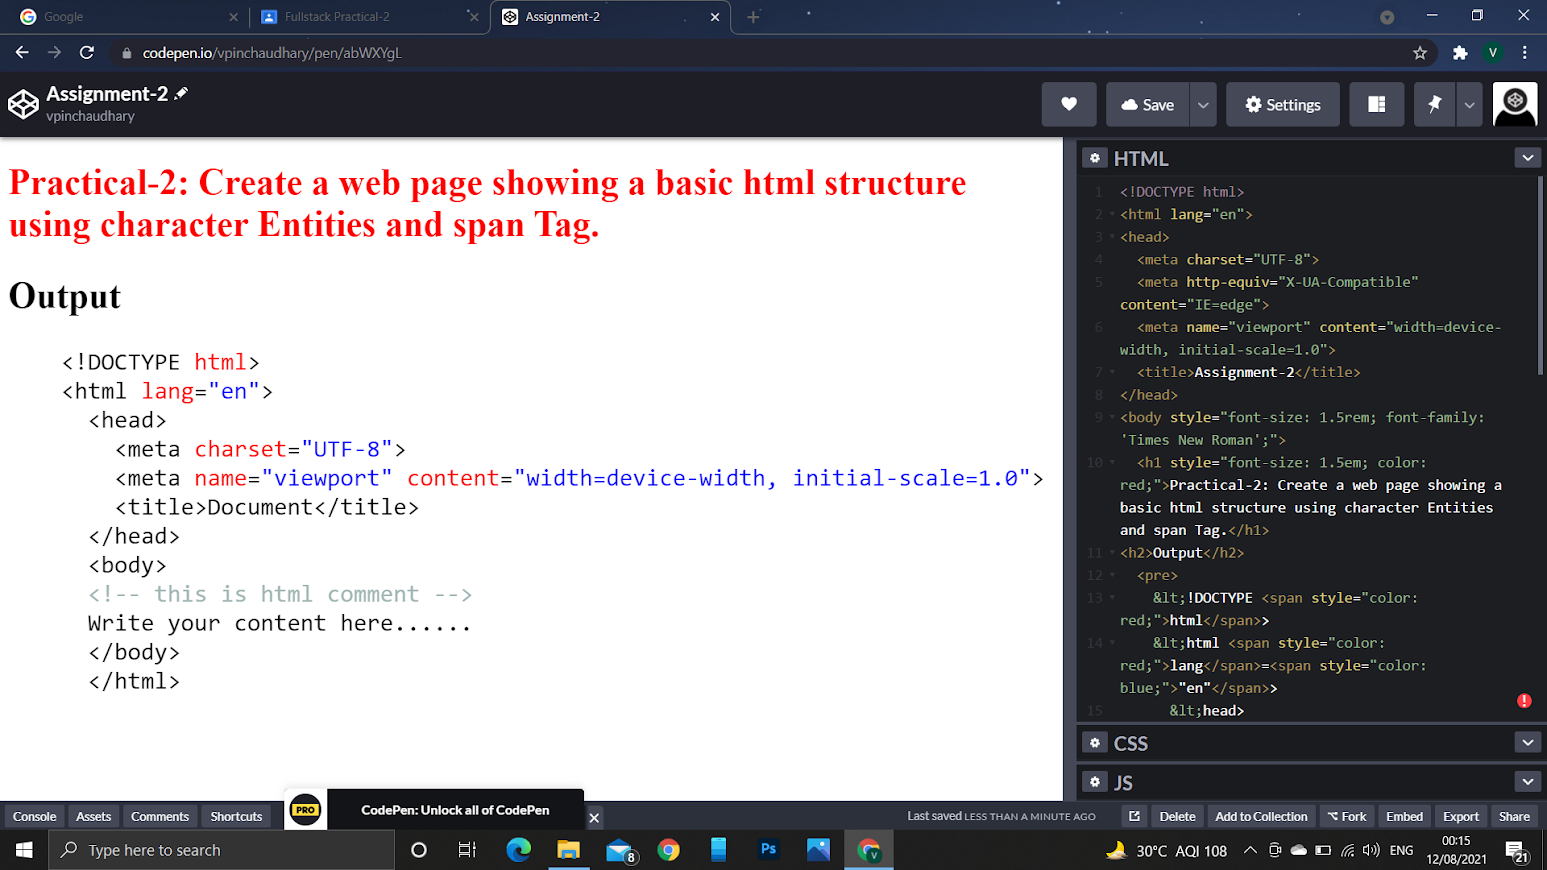 Google
Fullstack Practical-2
Assignment-2
codepen.io/vpinchaudhary/pen/abWXYgL
V
Assignment-2
vpinchaudhary
Save
Settings
Practical-2: Create a web page showing a basic html structure
using character Entities and span Tag.
Output
<!DOCTYPE html>
<html lang="en">
<head>
<meta charset="UTF-8">
<meta name="viewport" content="width=device-width, initial-scale=1.0">
<title>Document</title>
</head>
<body>
<!-- this is html comment -->
Write your content here......
</body>
</html>
HTML
1 <!DOCTYPE html>
2 <html lang="en">
3 <head>
4 <meta charset="UTF-8">
5 <meta http-equiv="X-UA-Compatible"
content="IE=edge">
6 <meta name="viewport" content="width=device-
width, initial-scale=1.0">
7 <title>Assignment-2</title>
8 </head>
9 <body style="font-size: 1.5rem; font-family:
'Times New Roman';">
10 <h1 style="font-size: 1.5em; color:
red;">Practical-2: Create a web page showing a
basic html structure using character Entities
and span Tag.</h1>
11 <h2>Output</h2>
12 <pre>
13 &lt;!DOCTYPE <span style="color:
red;">html</span>>
14 &lt;html <span style="color:
red;">lang</span>=<span style="color:
blue;">"en"</span>>
15 &lt;head>
CSS
JS
Console
Assets
Comments
Shortcuts
PRO
CodePen: Unlock all of CodePen
Last saved LESS THAN A MINUTE AGO
Delete
Add to Collection
Fork
Embed
Export
Share
Type here to search
8
Ps
V
30°C AQI 108
ENG
00:15
12/08/2021
21